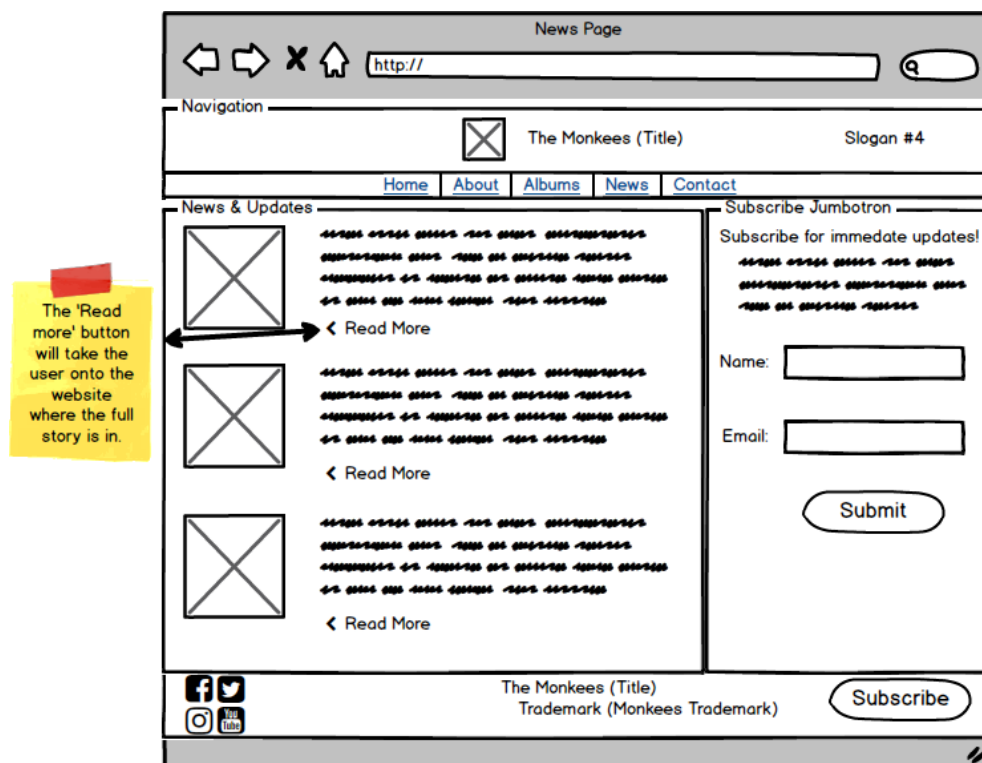 News Page
http://
Navigation
The Monkees (Title)
Slogan #4
Home About Albums News Contact
News & Updates
Read More
Read More
Read More
Subscribe Jumbotron
Subscribe for immedate updates!
Name:
Email:
Submit
The 'Read
more' button
will take the
user onto the
website
where the full
story is in.
You
Tube
The Monkees (Title)
Trademark (Monkees Trademark)
Subscribe